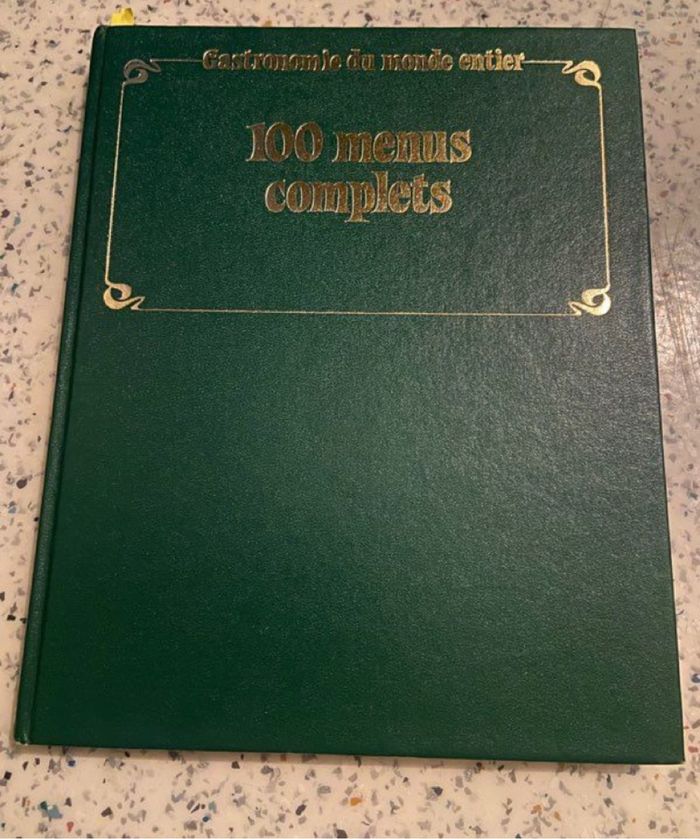 Gastronomie du monde entier
100 menus
complets